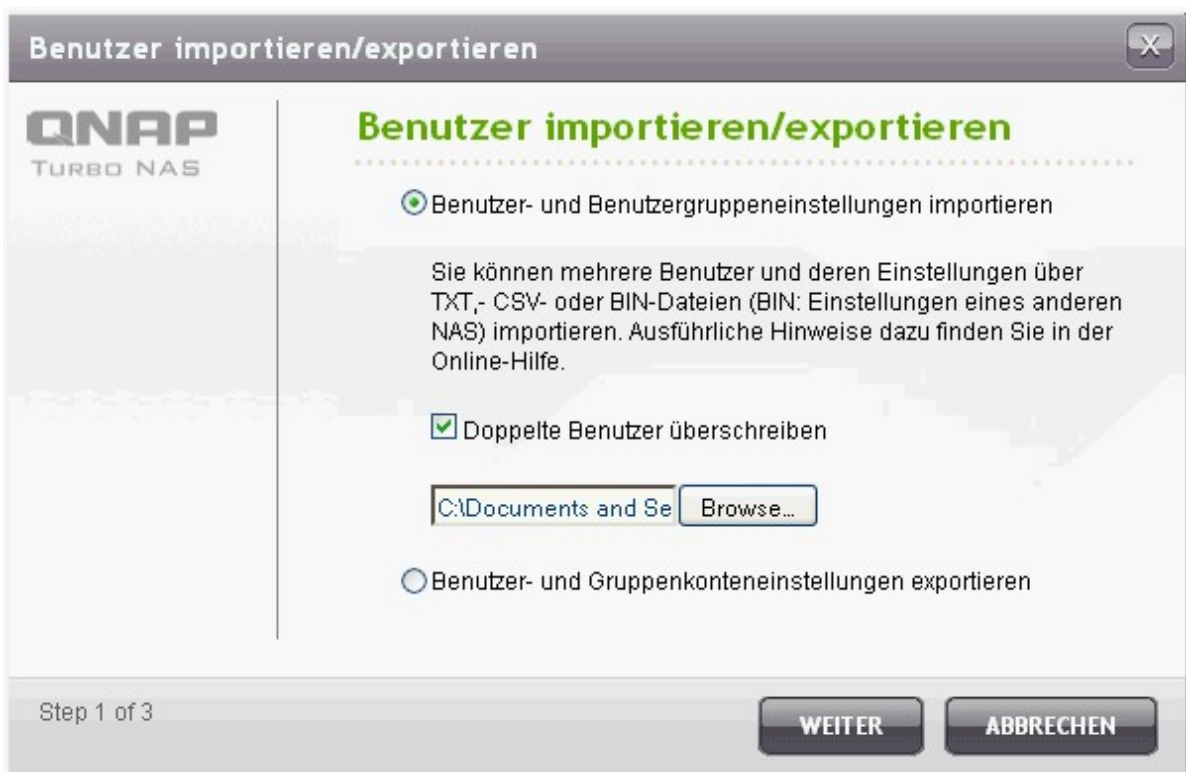 Benutzer importieren/exportieren
X
QNAP
TURBO NAS
Benutzer importieren/exportieren
Benutzer- und Benutzergruppeneinstellungen importieren
Sie können mehrere Benutzer und deren Einstellungen über
TXT,- CSV- oder BIN-Dateien (BIN: Einstellungen eines anderen
NAS) importieren. Ausführliche Hinweise dazu finden Sie in der
Online-Hilfe.
Doppelte Benutzer überschreiben
C:\Documents and Se Browse...
Benutzer- und Gruppenkonteneinstellungen exportieren
Step 1 of 3
WEITER ABBRECHEN